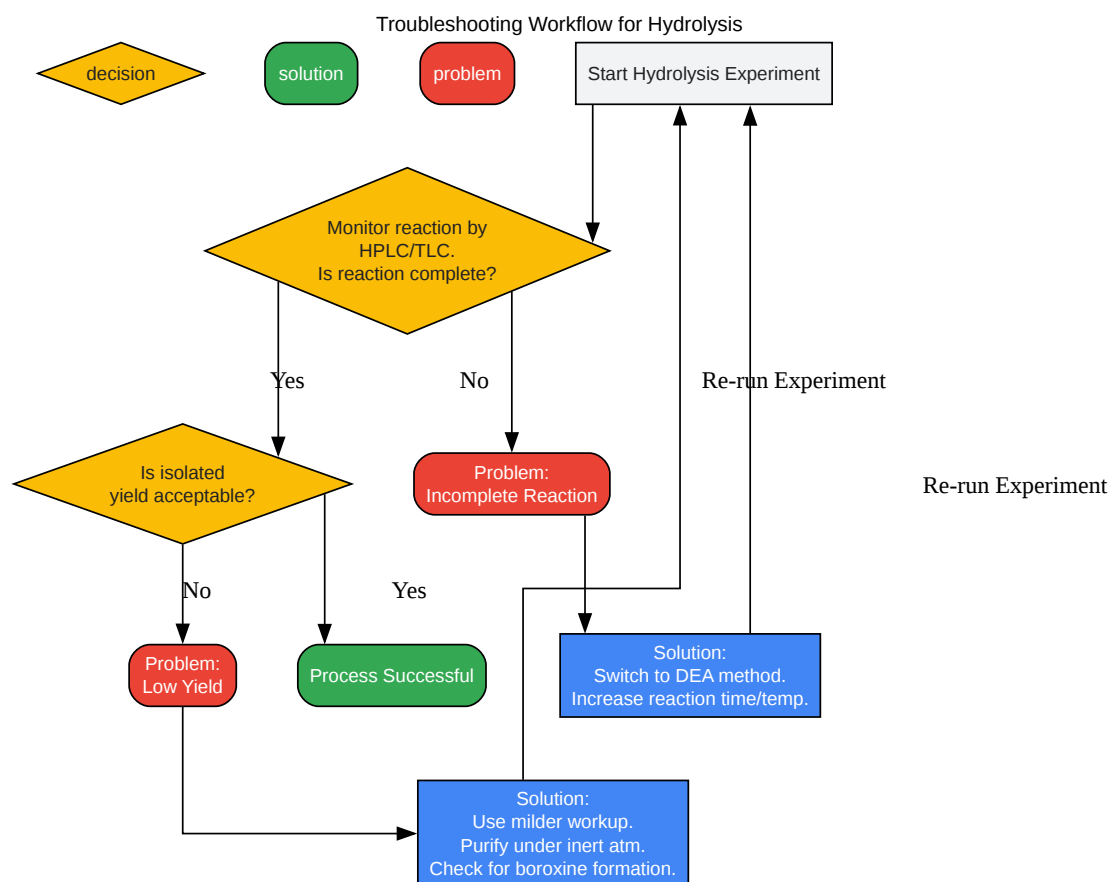 Troubleshooting Workflow for Hydrolysis
decision
solution
problem
Start Hydrolysis Experiment
Monitor reaction by
HPLC/TLC.
Is reaction complete?
Yes
No
Re-run Experiment
Is isolated
yield acceptable?
Problem:
Incomplete Reaction
Re-run Experiment
No
Yes
Problem:
Low Yield
Process Successful
Solution:
Switch to DEA method.
Increase reaction time/temp.
Solution:
Use milder workup.
Purify under inert atm.
Check for boroxine formation.